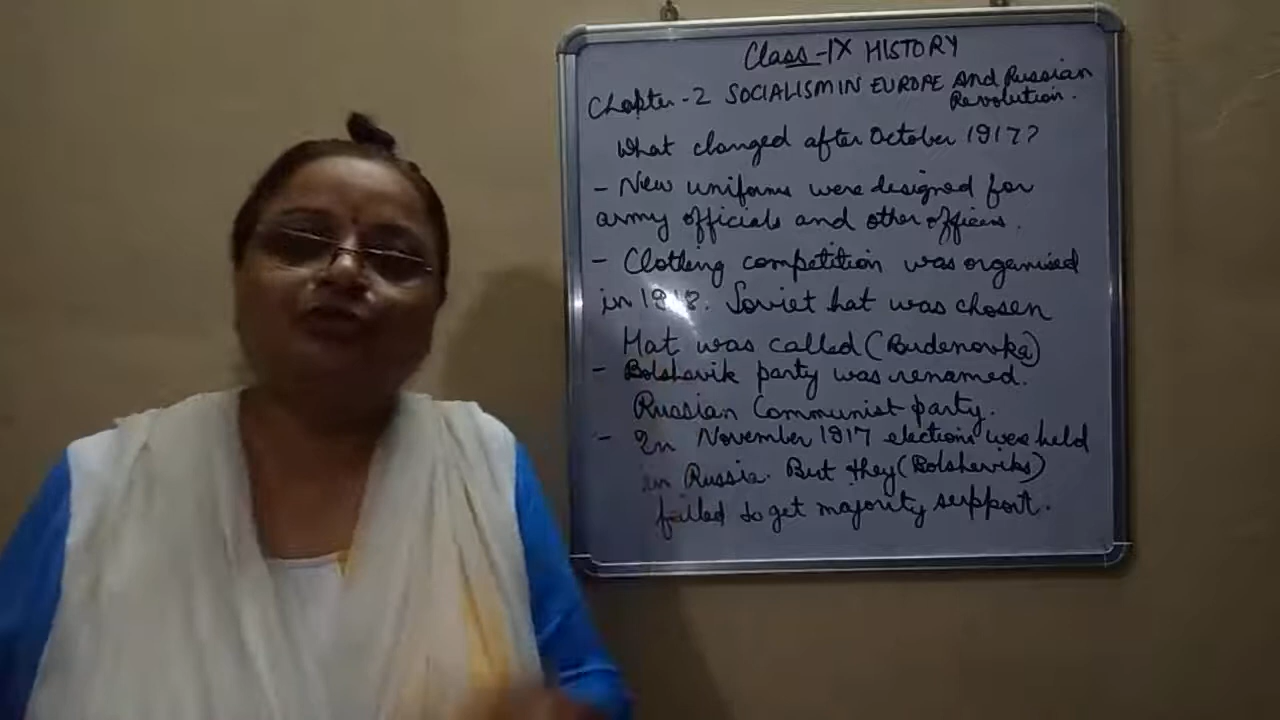 Class-IX HISTORY
Chapter-2 SOCIALISM IN EUROPE And Russian
Revolution.
What changed after October 1917?
- New uniforms were designed for
army officials and other officers.
- Clothing competition was organised
in 1918. Soviet hat was chosen
Hat was called (Budenovka)
- Bolshevik party was renamed.
Russian Communist party.
- In November 1917 elections were held
in Russia. But they (Bolsheviks)
failed to get majority support.